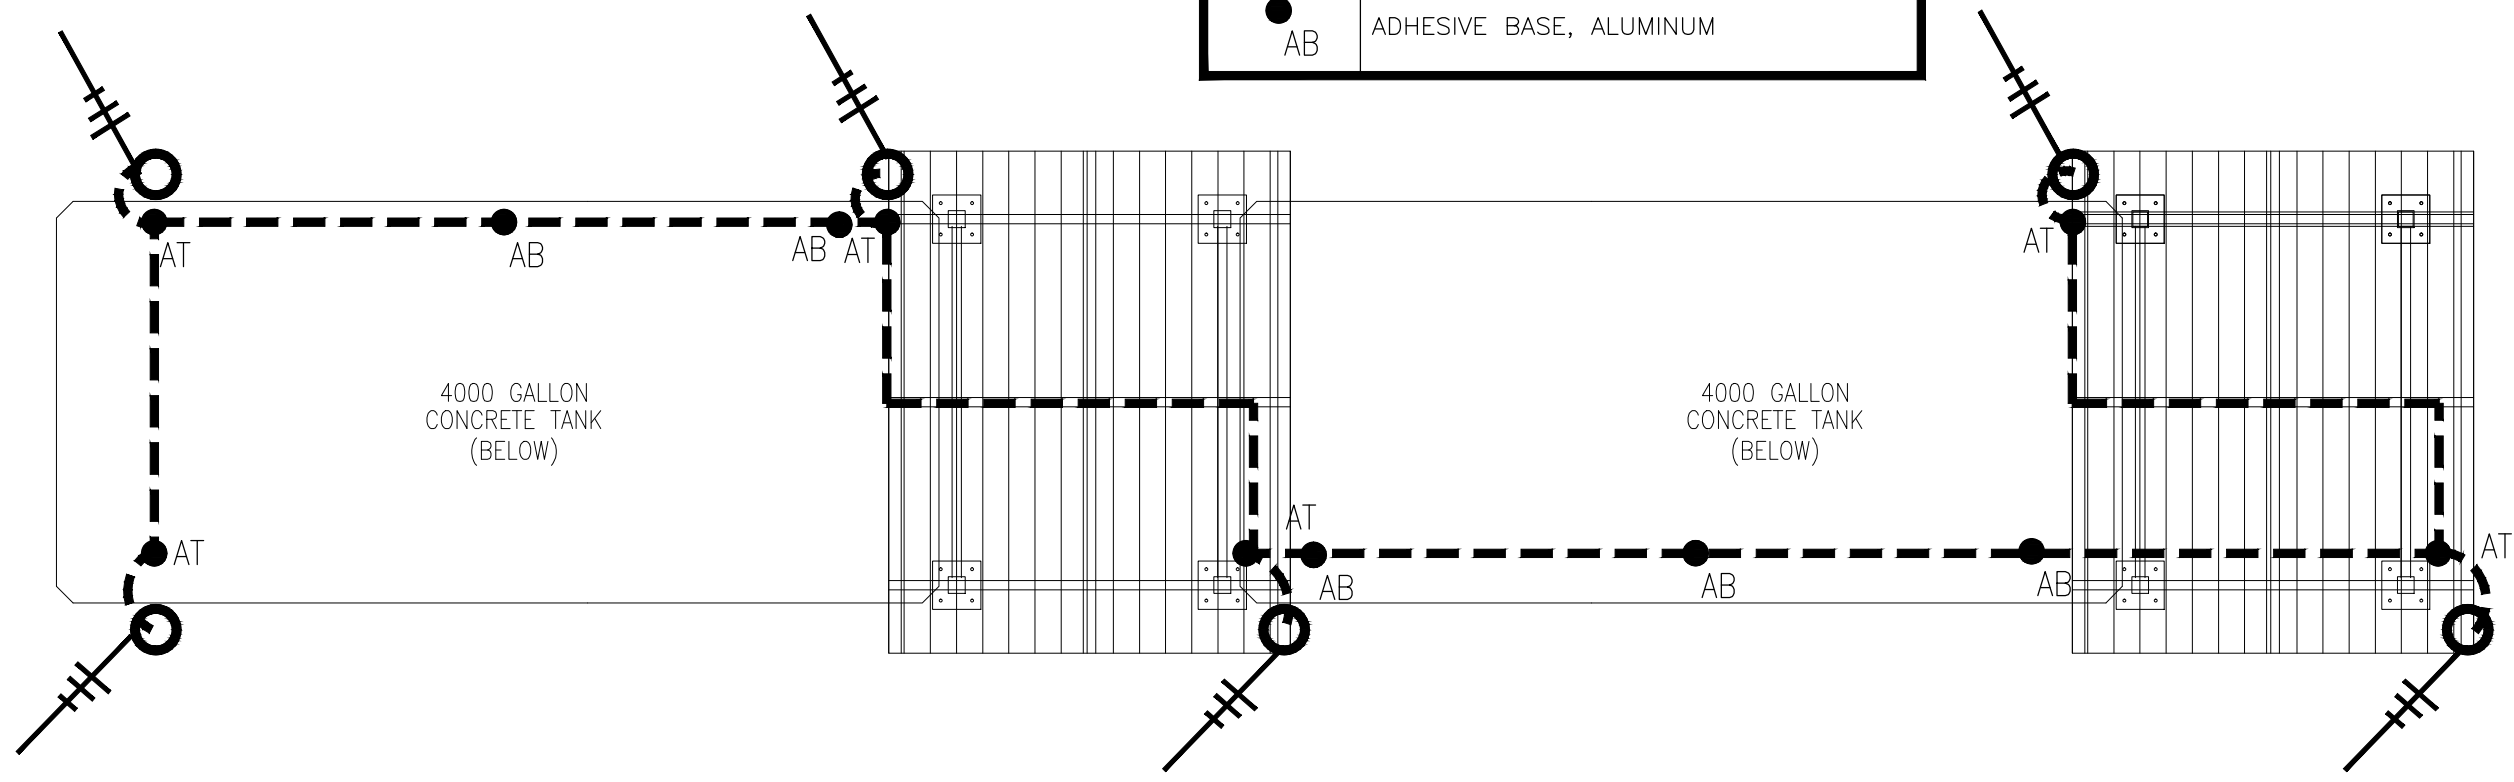 AB
ADHESIVE BASE, ALUMINUM
AT
AB
AB
AT
AT
4000 GALLON
CONCRETE TANK
(BELOW)
4000 GALLON
CONCRETE TANK
(BELOW)
AT
AT
AT
AB
AB
AB